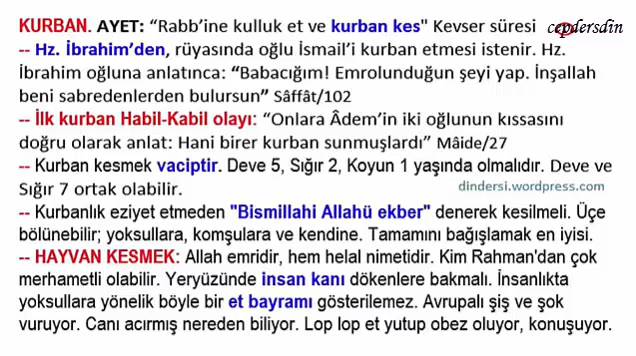 KURBAN. AYET: “Rabb’ine kulluk et ve kurban kes" Kevser süresi cepdersdin
-- Hz. İbrahim’den, rüyasında oğlu İsmail’i kurban etmesi istenir. Hz.
İbrahim oğluna anlatınca: “Babacığım! Emrolunduğun şeyi yap. İnşallah
beni sabredenlerden bulursun” Sâffât/102
-- İlk kurban Habil-Kabil olayı: “Onlara Âdem’in iki oğlunun kıssasını
doğru olarak anlat: Hani birer kurban sunmuşlardı” Mâide/27
-- Kurban kesmek vaciptir. Deve 5, Sığır 2, Koyun 1 yaşında olmalıdır. Deve ve
Sığır 7 ortak olabilir. dindersi.wordpress.com
-- Kurbanlık eziyet etmeden "Bismillahi Allahü ekber" denerek kesilmeli. Üçe
bölünebilir; yoksullara, komşulara ve kendine. Tamamını bağışlamak en iyisi.
-- HAYVAN KESMEK: Allah emridir, hem helal nimetidir. Kim Rahman'dan çok
merhametli olabilir. Yeryüzünde insan kanı dökenlere bakmalı. İnsanlıkta
yoksullara yönelik böyle bir et bayramı gösterilemez. Avrupalı şiş ve şok
vuruyor. Canı acırmış nereden biliyor. Lop lop et yutup obez oluyor, konuşuyor.